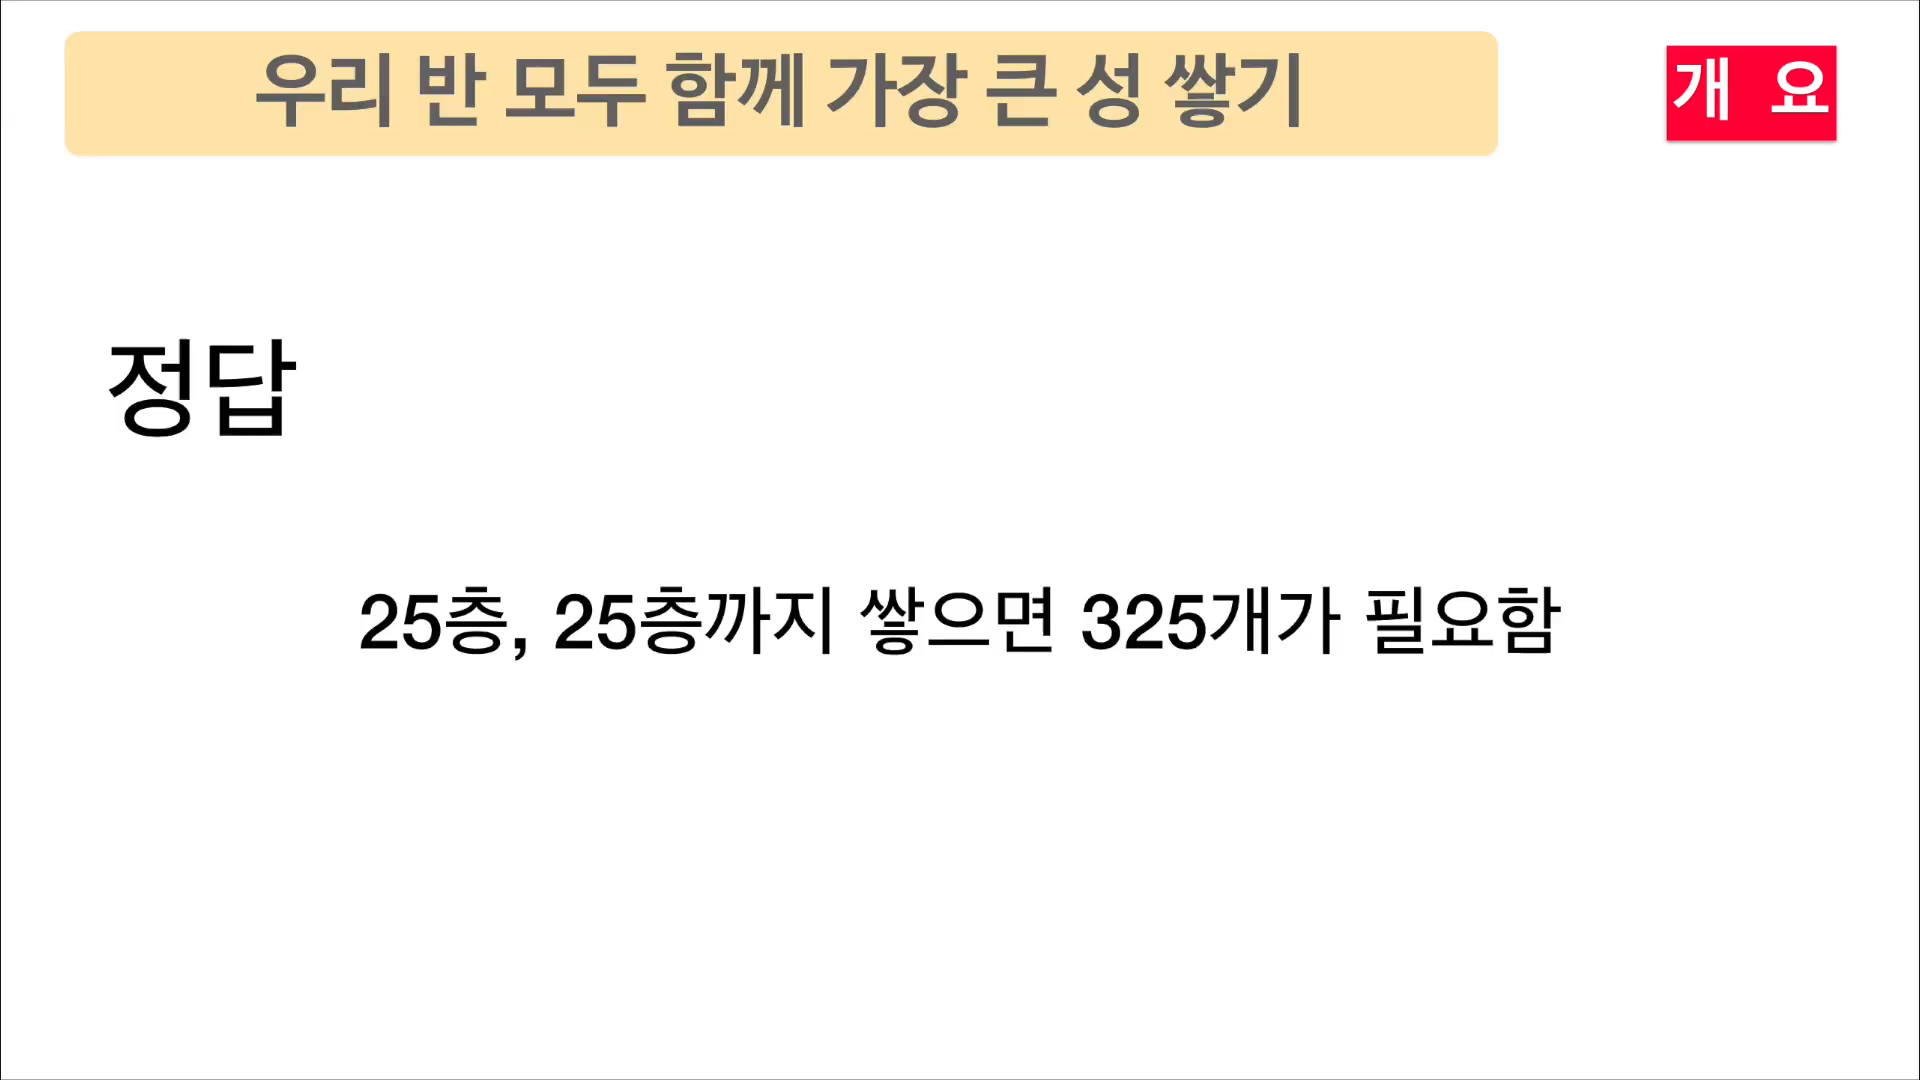 우리 반 모두 함께 가장 큰 성 쌓기
개 요
정답
25층, 25층까지 쌓으면 325개가 필요함